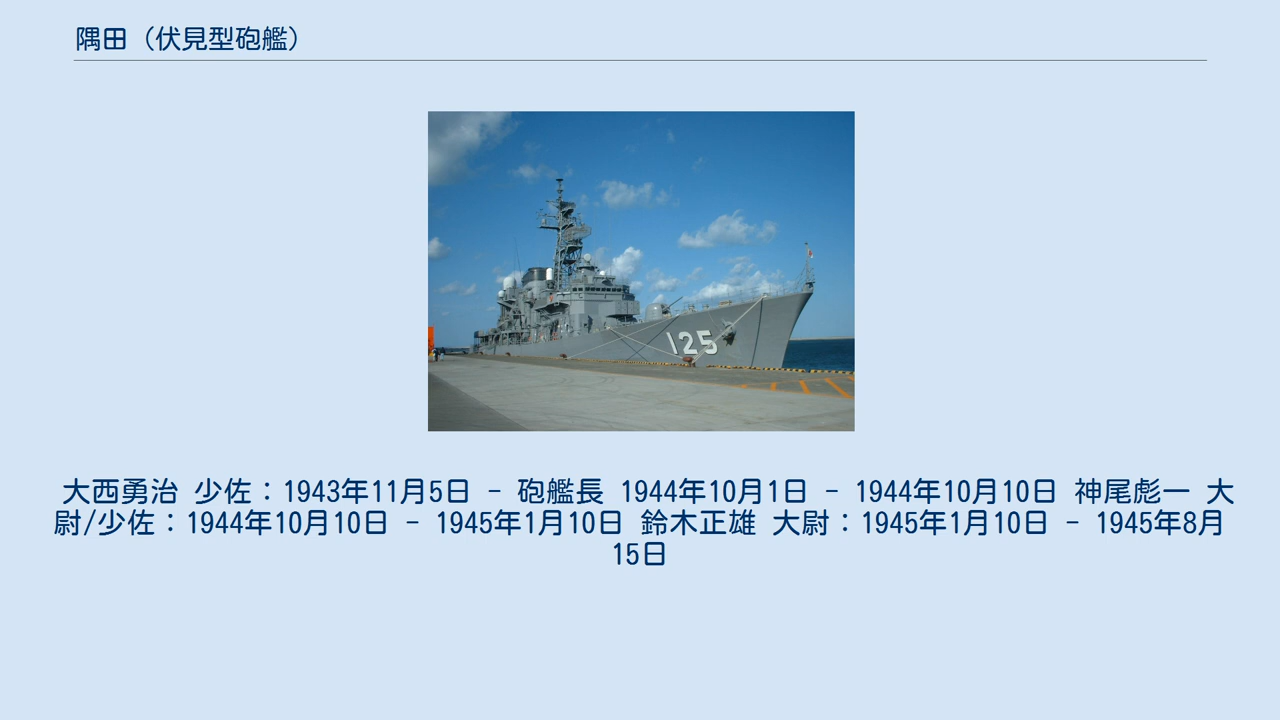 隅田（伏見型砲艦）
125
大西勇治 少佐：1943年11月5日 - 砲艦長 1944年10月1日 - 1944年10月10日 神尾彪一 大
尉/少佐：1944年10月10日 - 1945年1月10日 鈴木正雄 大尉：1945年1月10日 - 1945年8月
15日